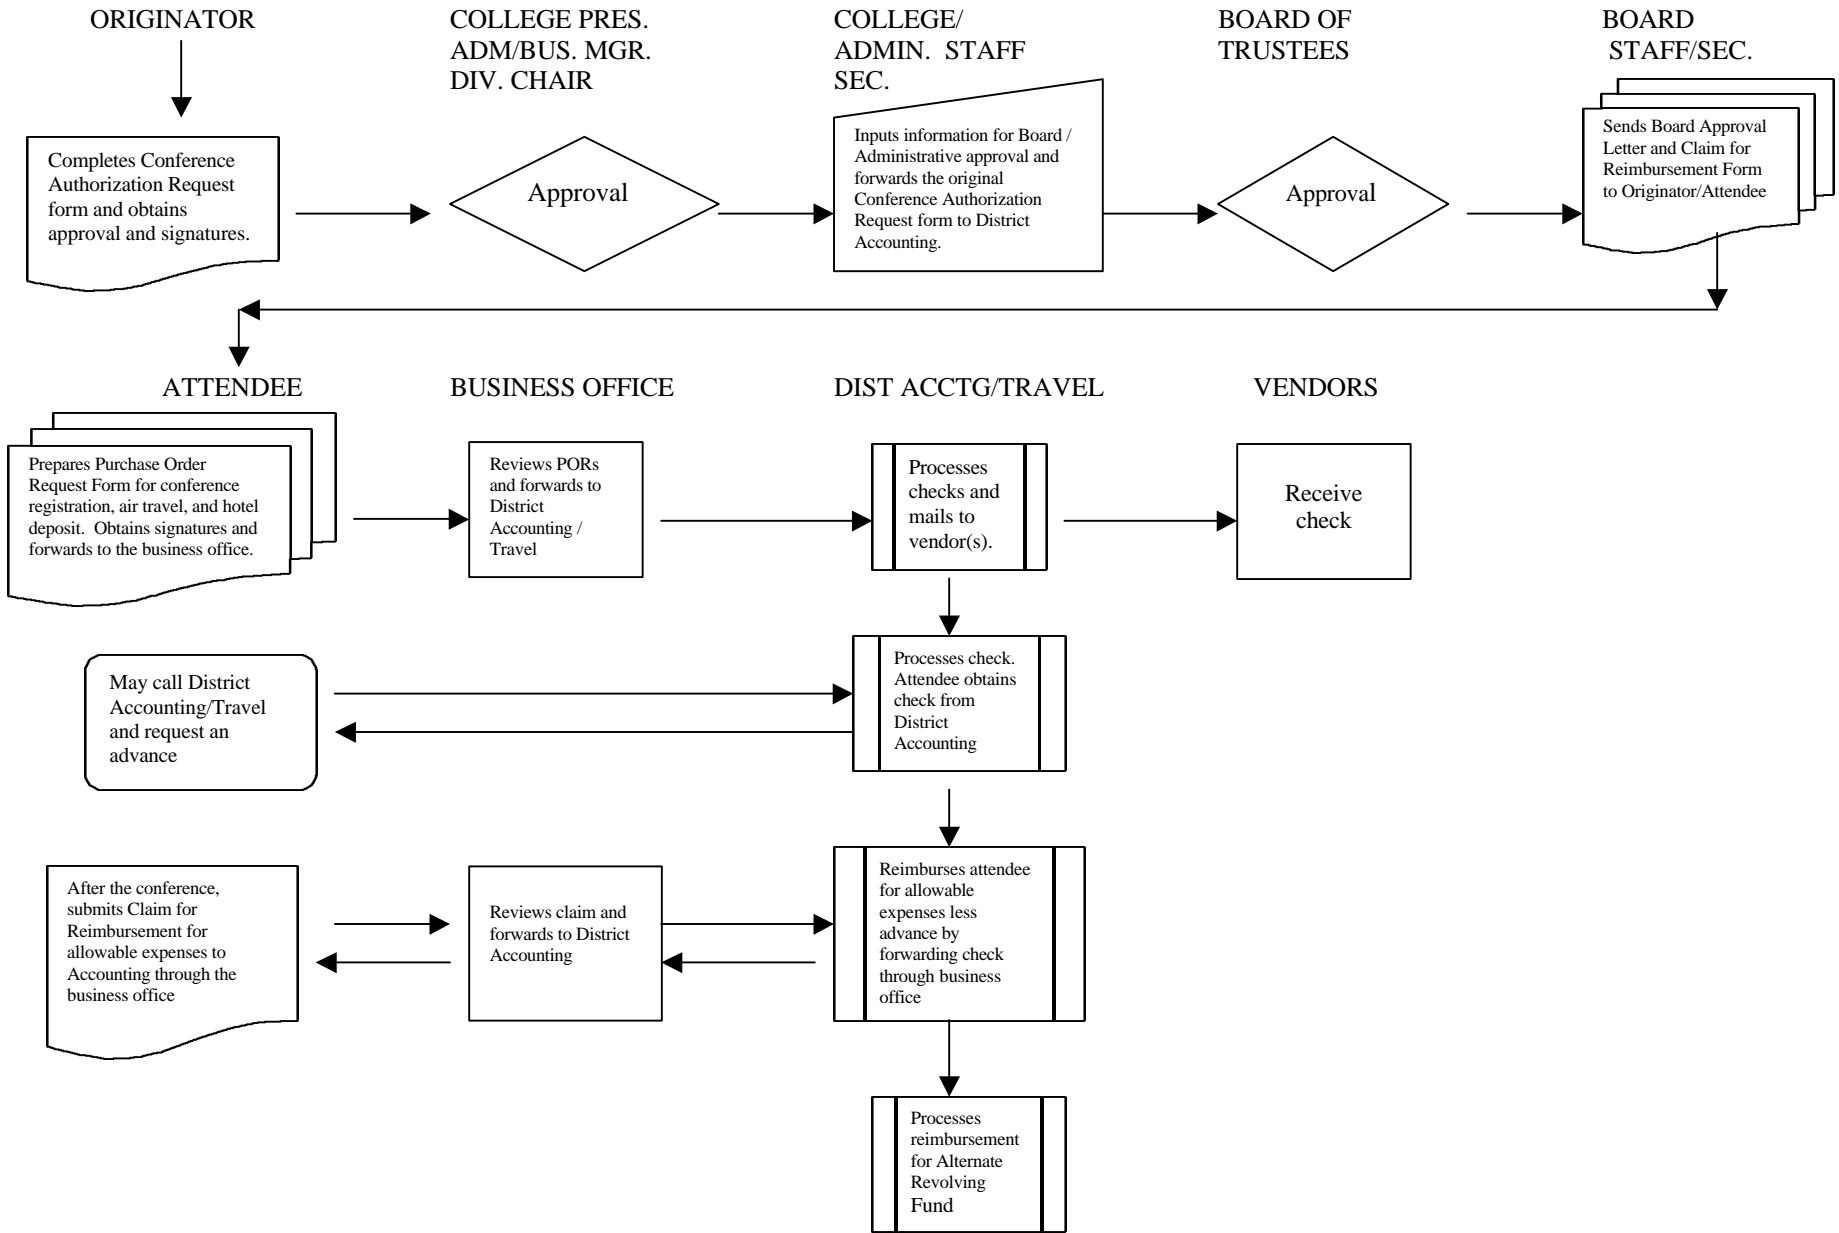 ORIGINATOR
COLLEGE PRES.
ADM/BUS. MGR.
DIV. CHAIR
COLLEGE/
ADMIN. STAFF
SEC.
BOARD OF
TRUSTEES
BOARD
STAFF/SEC.
Completes Conference
Authorization Request
form and obtains
approval and signatures.
Approval
Inputs information for Board /
Administrative approval and
forwards the original
Conference Authorization
Request form to District
Accounting.
Approval
Sends Board Approval
Letter and Claim for
Reimbursement Form
to Originator/Attendee
ATTENDEE
BUSINESS OFFICE
DIST ACCTG/TRAVEL
VENDORS
Prepares Purchase Order
Request Form for conference
registration, air travel, and hotel
deposit. Obtains signatures and
forwards to the business office.
Reviews PORs
and forwards to
District
Accounting /
Travel
Processes
checks and
mails to
vendor(s).
Receive
check
May call District
Accounting/Travel
and request an
advance
Processes check.
Attendee obtains
check from
District
Accounting
After the conference,
submits Claim for
Reimbursement for
allowable expenses to
Accounting through the
business office
Reviews claim and
forwards to District
Accounting
Reimburses attendee
for allowable
expenses less
advance by
forwarding check
through business
office
Processes
reimbursement
for Alternate
Revolving
Fund